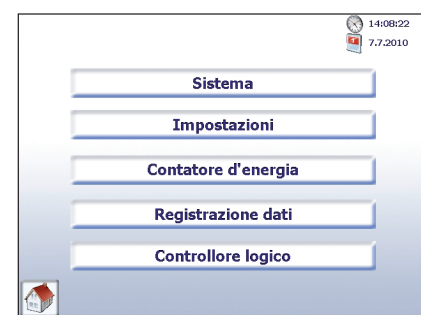 14:08:22
7.7.2010
Sistema
Impostazioni
Contatore d'energia
Registrazione dati
Controllore logico